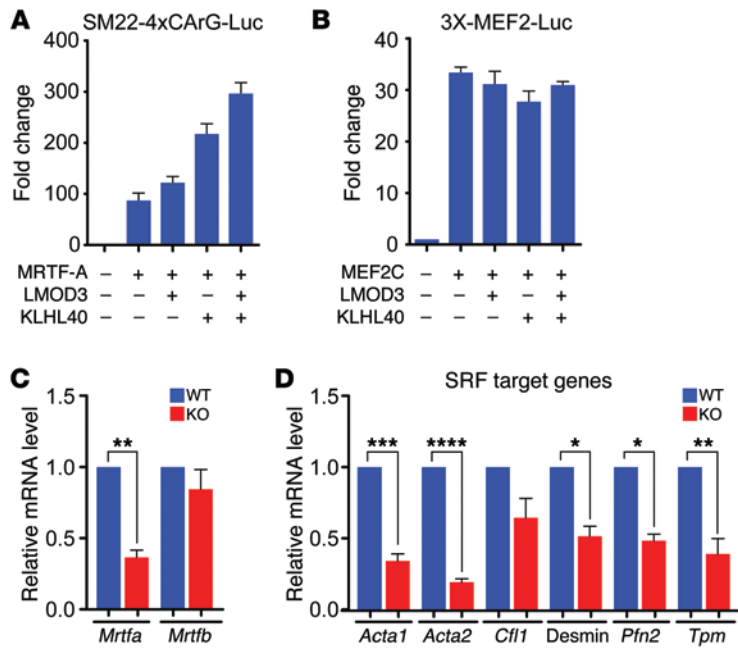 A
SM22-4xCArG-Luc
Fold change
400
300
200
100
0
MRTF-A – + + + +
LMOD3 – – + – +
KLHL40 – – – + +
B
3X-MEF2-Luc
Fold change
40
30
20
10
0
MEF2C – + + + +
LMOD3 – – + – +
KLHL40 – – – + +
C
Relative mRNA level
1.5
1.0
0.5
0.0
WT
KO
**
Mrtfa Mrtfb
D
SRF target genes
Relative mRNA level
1.5
1.0
0.5
0.0
WT
KO
*** **** * * **
Acta1 Acta2 Cfl1 Desmin Pfn2 Tpm